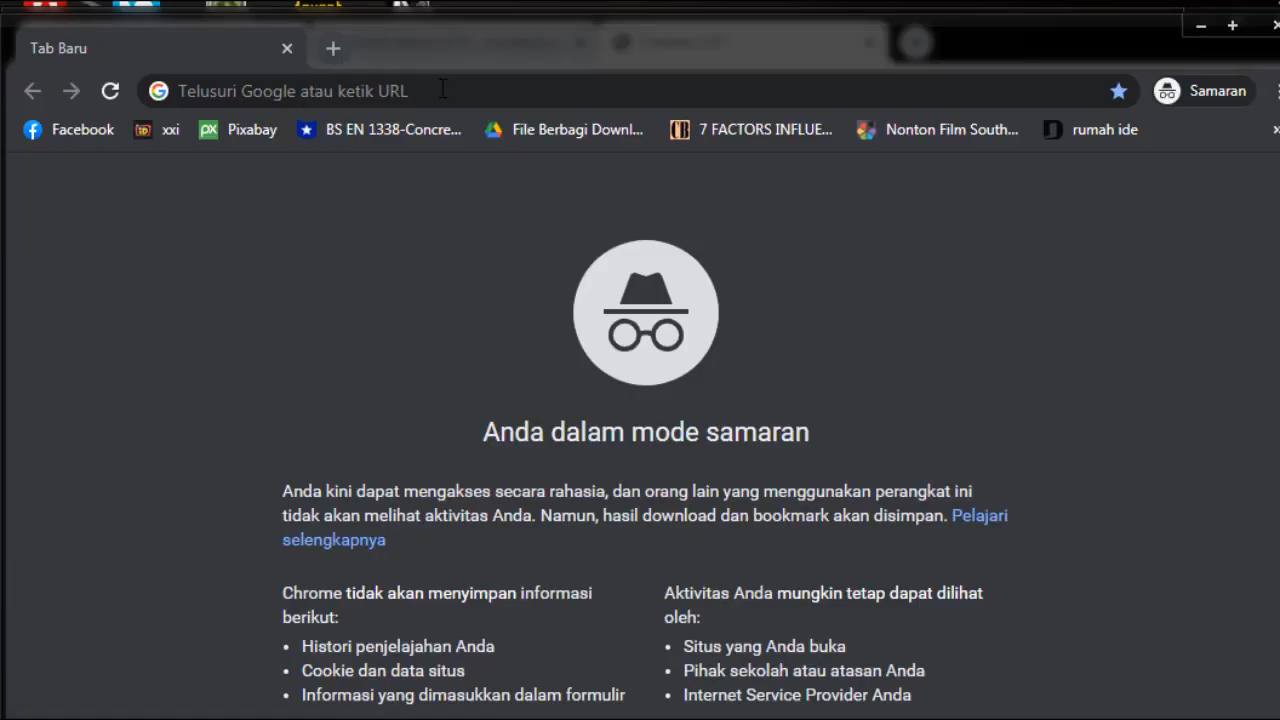 Tab Baru
Telusuri Google atau ketik URL
Samaran
Facebook xxi Pixabay BS EN 1338-Concre... File Berbagi Downl... 7 FACTORS INFLUE... Nonton Film South... rumah ide
Anda dalam mode samaran
Anda kini dapat mengakses secara rahasia, dan orang lain yang menggunakan perangkat ini
tidak akan melihat aktivitas Anda. Namun, hasil download dan bookmark akan disimpan. Pelajari
selengkapnya
Chrome tidak akan menyimpan informasi
berikut:
• Histori penjelajahan Anda
• Cookie dan data situs
• Informasi yang dimasukkan dalam formulir
Aktivitas Anda mungkin tetap dapat dilihat
oleh:
• Situs yang Anda buka
• Pihak sekolah atau atasan Anda
• Internet Service Provider Anda